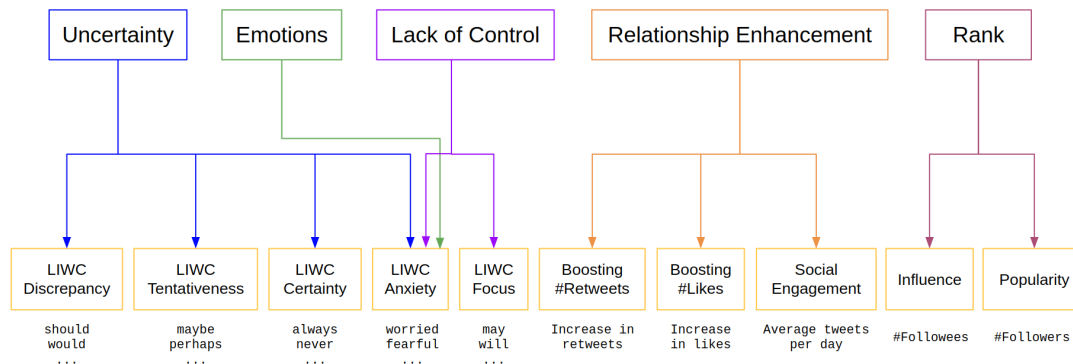 Uncertainty
Emotions
Lack of Control
Relationship Enhancement
Rank
LIWC
Discrepancy
LIWC
Tentativeness
LIWC
Certainty
LIWC
Anxiety
LIWC
Focus
Boosting
#Retweets
Boosting
#Likes
Social
Engagement
Influence
Popularity
should
would
...
maybe
perhaps
...
always
never
...
worried
fearful
...
may
will
...
Increase in
retweets
Increase
in likes
Average tweets
per day
#Followees
#Followers